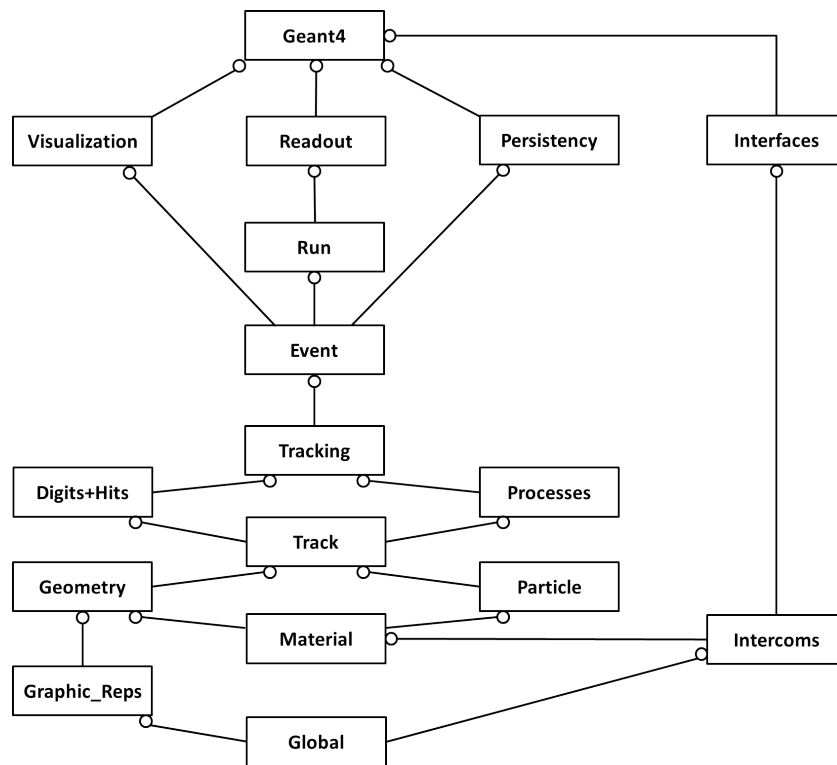 Geant4
Visualization
Readout
Persistency
Interfaces
Run
Event
Tracking
Digits+Hits
Processes
Track
Geometry
Particle
Material
Intercoms
Graphic_Reps
Global